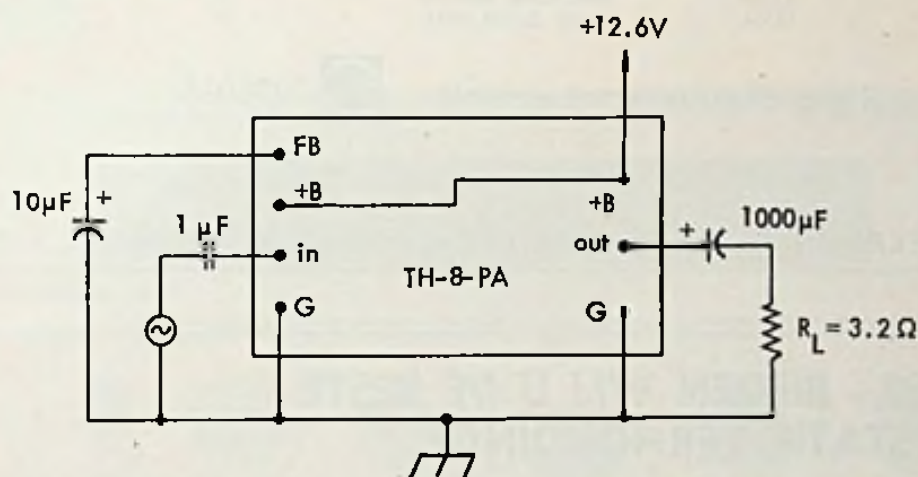 +12.6V
FB
+B
10µF +
1 µF
in
+B
+ 1000µF
out
TH-8-PA
G
G
R_L = 3.2 Ω